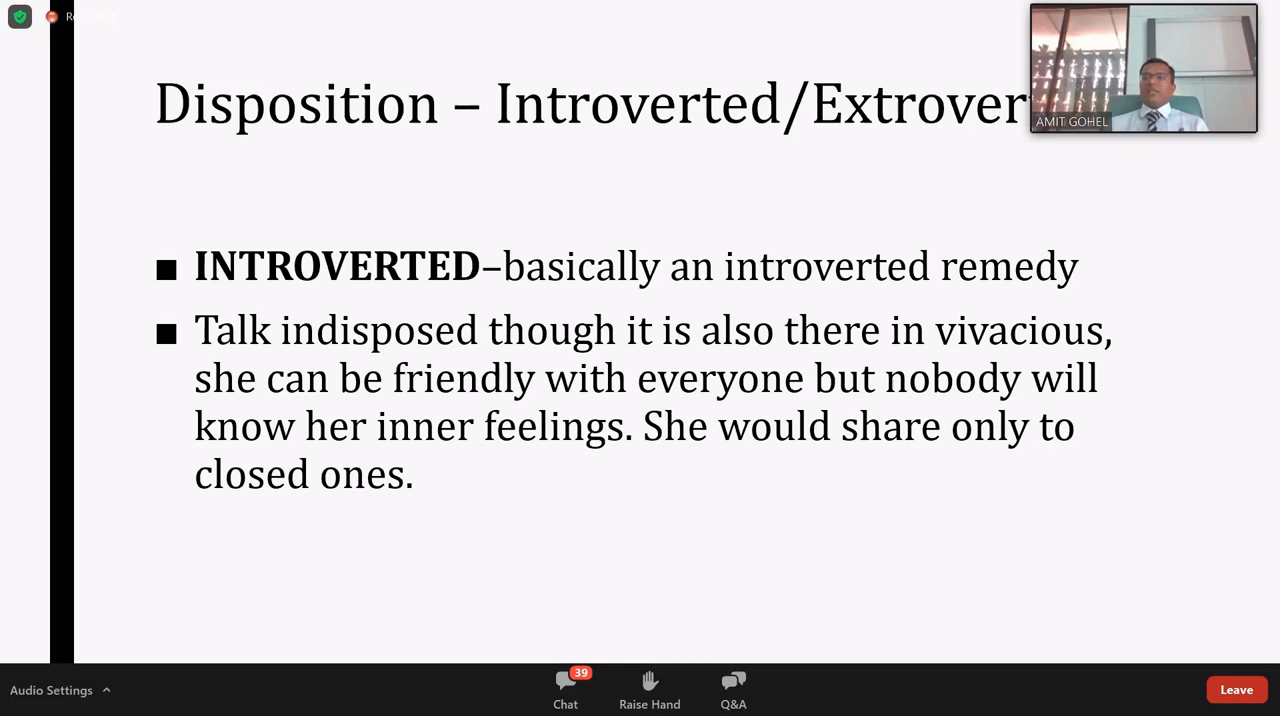 Disposition – Introverted/Extrover
AMIT GOHEL
■ INTROVERTED–basically an introverted remedy
■ Talk indisposed though it is also there in vivacious,
she can be friendly with everyone but nobody will
know her inner feelings. She would share only to
closed ones.
Audio Settings
39
Chat
Raise Hand
Q&A
Leave